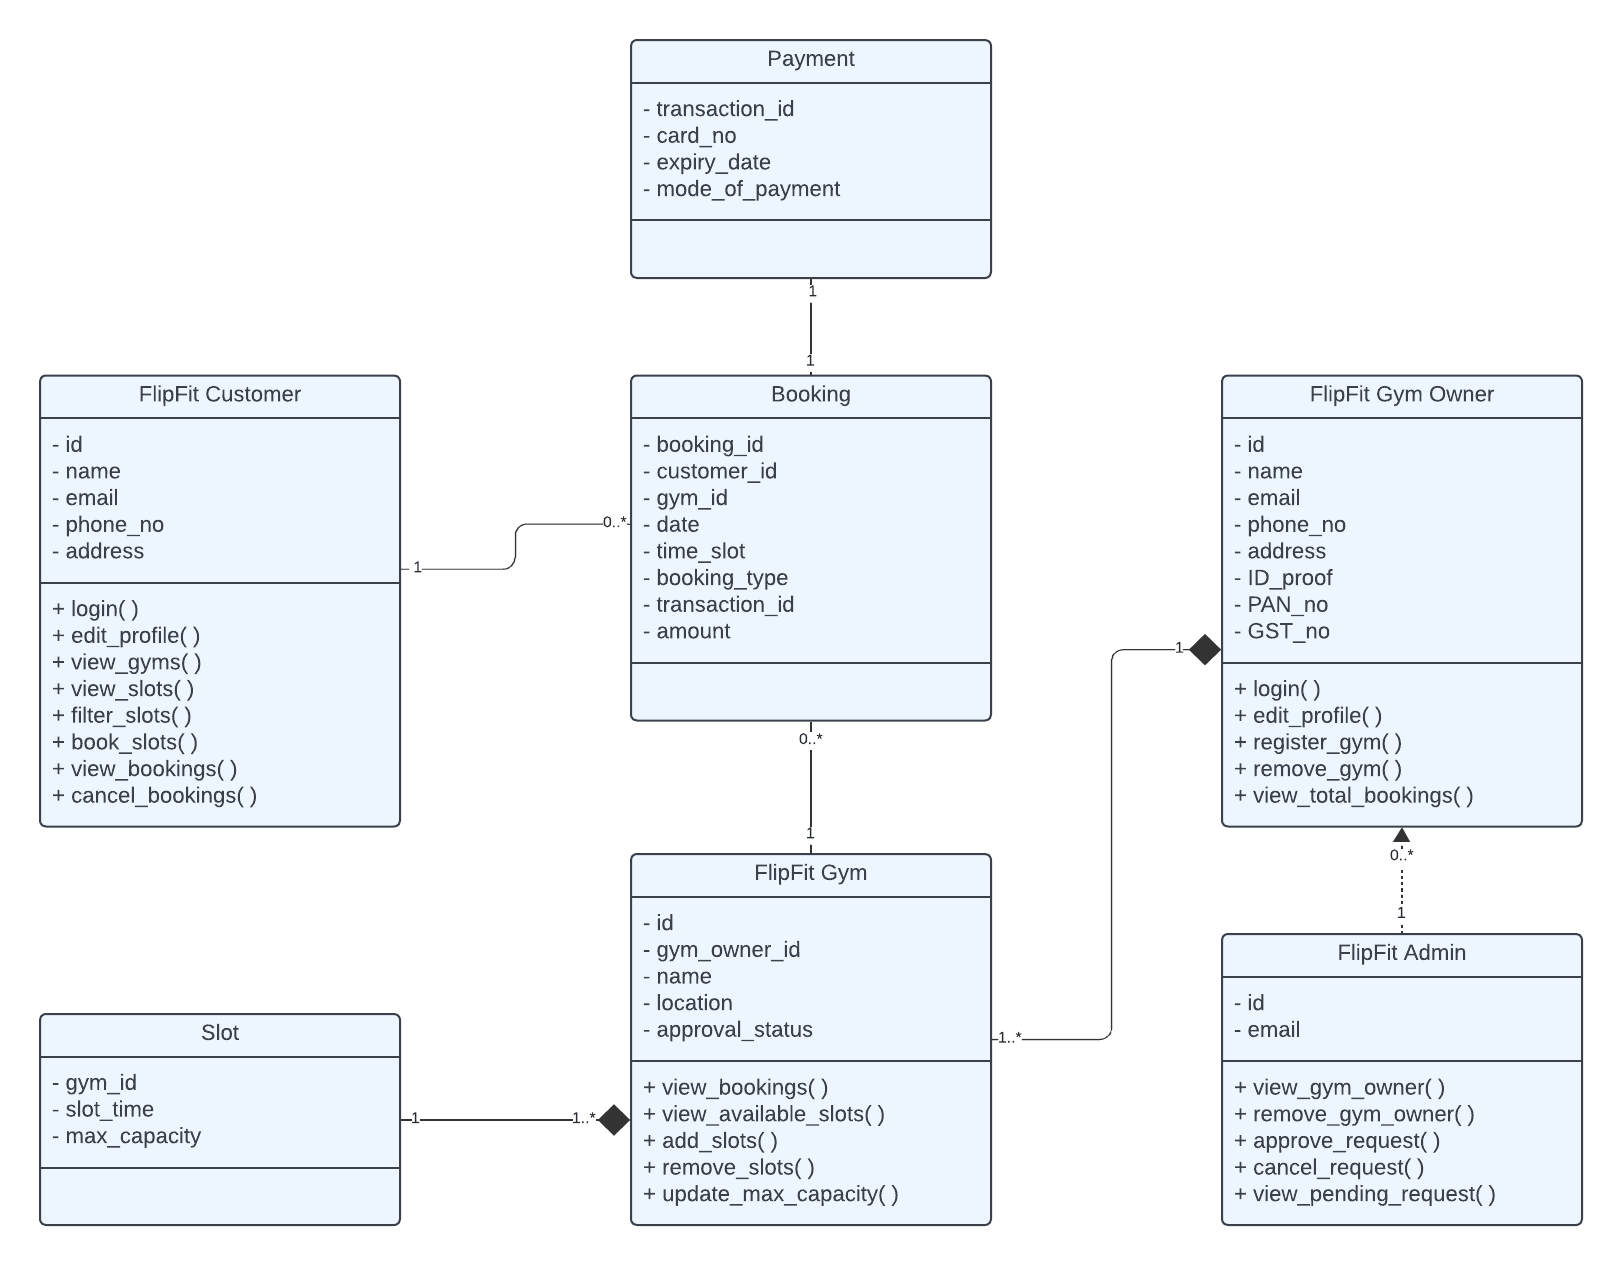 Payment
- transaction_id
- card_no
- expiry_date
- mode_of_payment
1
1
FlipFit Customer
- id
- name
- email
- phone_no
- address
+ login( )
+ edit_profile( )
+ view_gyms( )
+ view_slots( )
+ filter_slots( )
+ book_slots( )
+ view_bookings( )
+ cancel_bookings( )
1
0..*
Booking
- booking_id
- customer_id
- gym_id
- date
- time_slot
- booking_type
- transaction_id
- amount
0..*
1
FlipFit Gym Owner
- id
- name
- email
- phone_no
- address
- ID_proof
- PAN_no
- GST_no
+ login( )
+ edit_profile( )
+ register_gym( )
+ remove_gym( )
+ view_total_bookings( )
1
0..*
1
FlipFit Gym
- id
- gym_owner_id
- name
- location
- approval_status
+ view_bookings( )
+ view_available_slots( )
+ add_slots( )
+ remove_slots( )
+ update_max_capacity( )
1..*
Slot
- gym_id
- slot_time
- max_capacity
1
1..*
FlipFit Admin
- id
- email
+ view_gym_owner( )
+ remove_gym_owner( )
+ approve_request( )
+ cancel_request( )
+ view_pending_request( )